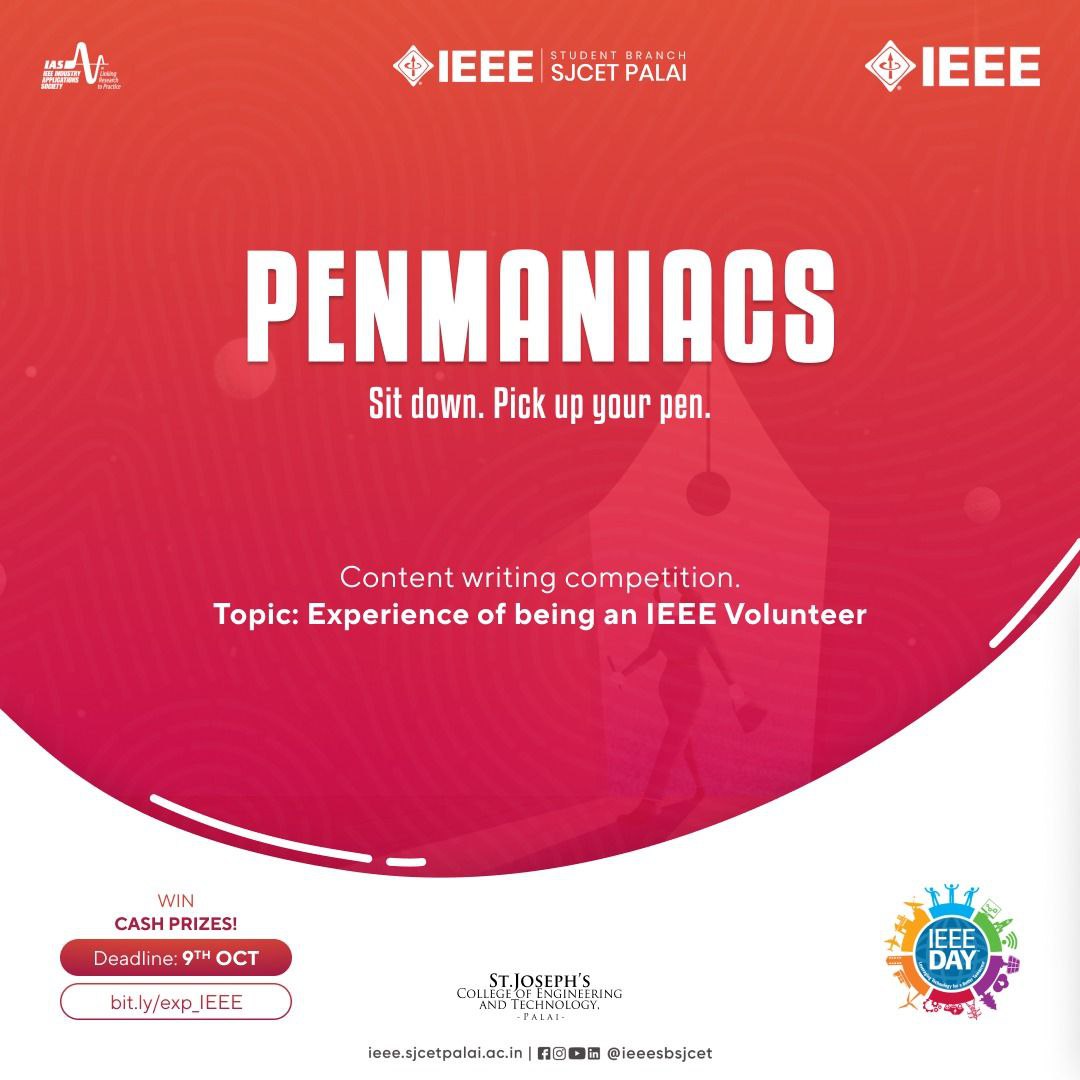 IAS
IEEE INDUSTRY
APPLICATIONS
SOCIETY
Linking
Research
to Practice
IEEE
STUDENT BRANCH
SJCET PALAI
IEEE
PENMANIACS
Sit down. Pick up your pen.
Content writing competition.
Topic: Experience of being an IEEE Volunteer
WIN
CASH PRIZES!
Deadline: 9TH OCT
bit.ly/exp_IEEE
ST.JOSEPH'S
COLLEGE OF ENGINEERING
AND TECHNOLOGY,
-PALAI-
IEEE
DAY
ieee.sjcetpalai.ac.in | @ieeesbsjcet